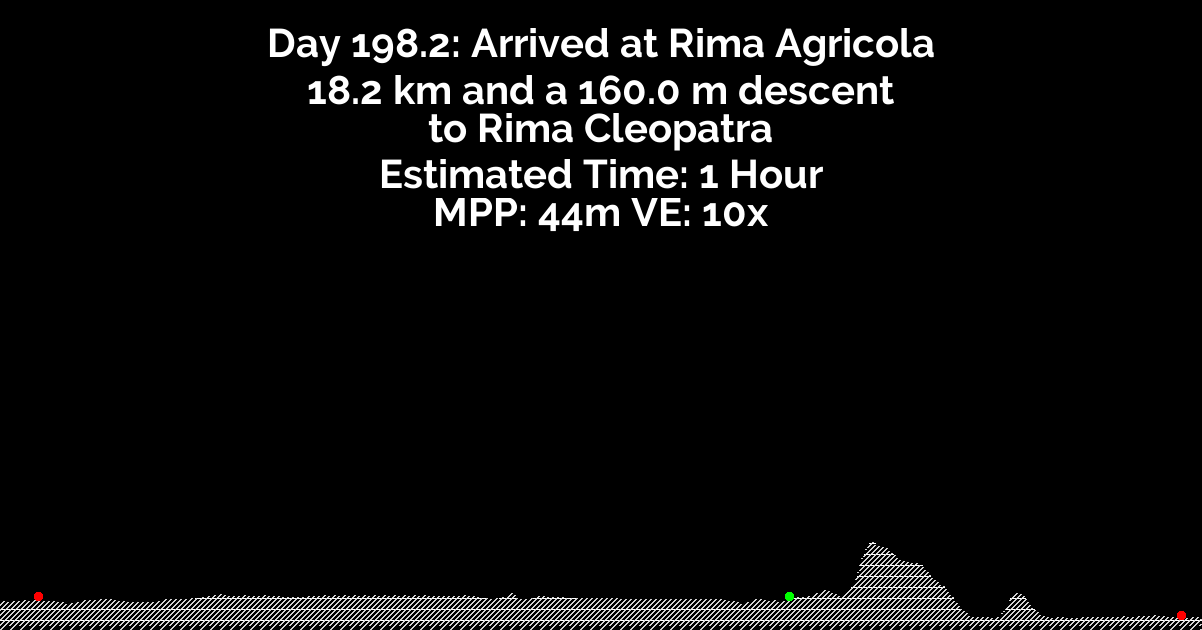 Day 198.2: Arrived at Rima Agricola
18.2 km and a 160.0 m descent
to Rima Cleopatra
Estimated Time: 1 Hour
MPP: 44m VE: 10x